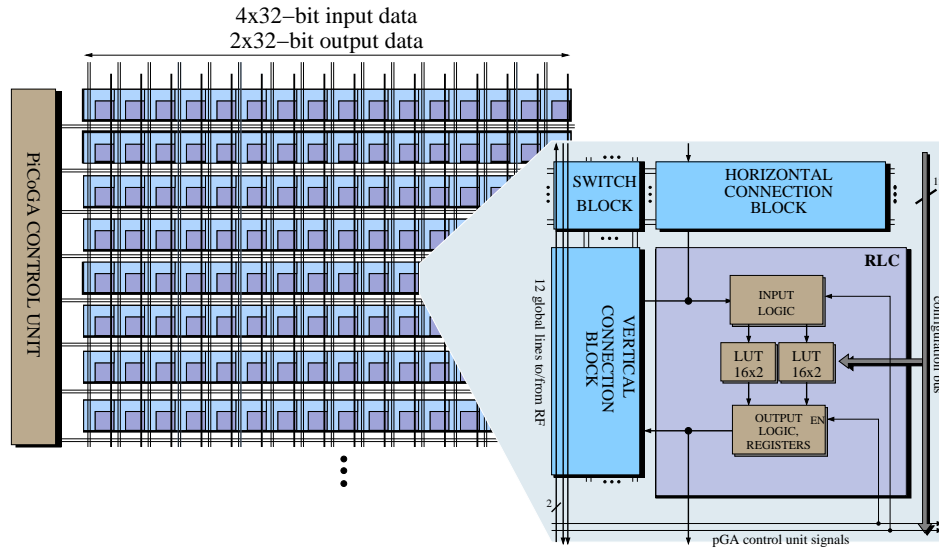 4x32−bit input data
2x32−bit output data
PiCoGA CONTROL UNIT
SWITCH
BLOCK
HORIZONTAL
CONNECTION
BLOCK
1
12 global lines to/from RF
VERTICAL
CONNECTION
BLOCK
RLC
INPUT
LOGIC
LUT
16x2
LUT
16x2
OUTPUT
LOGIC,
REGISTERS
EN
configuration bus
2
pGA control unit signals